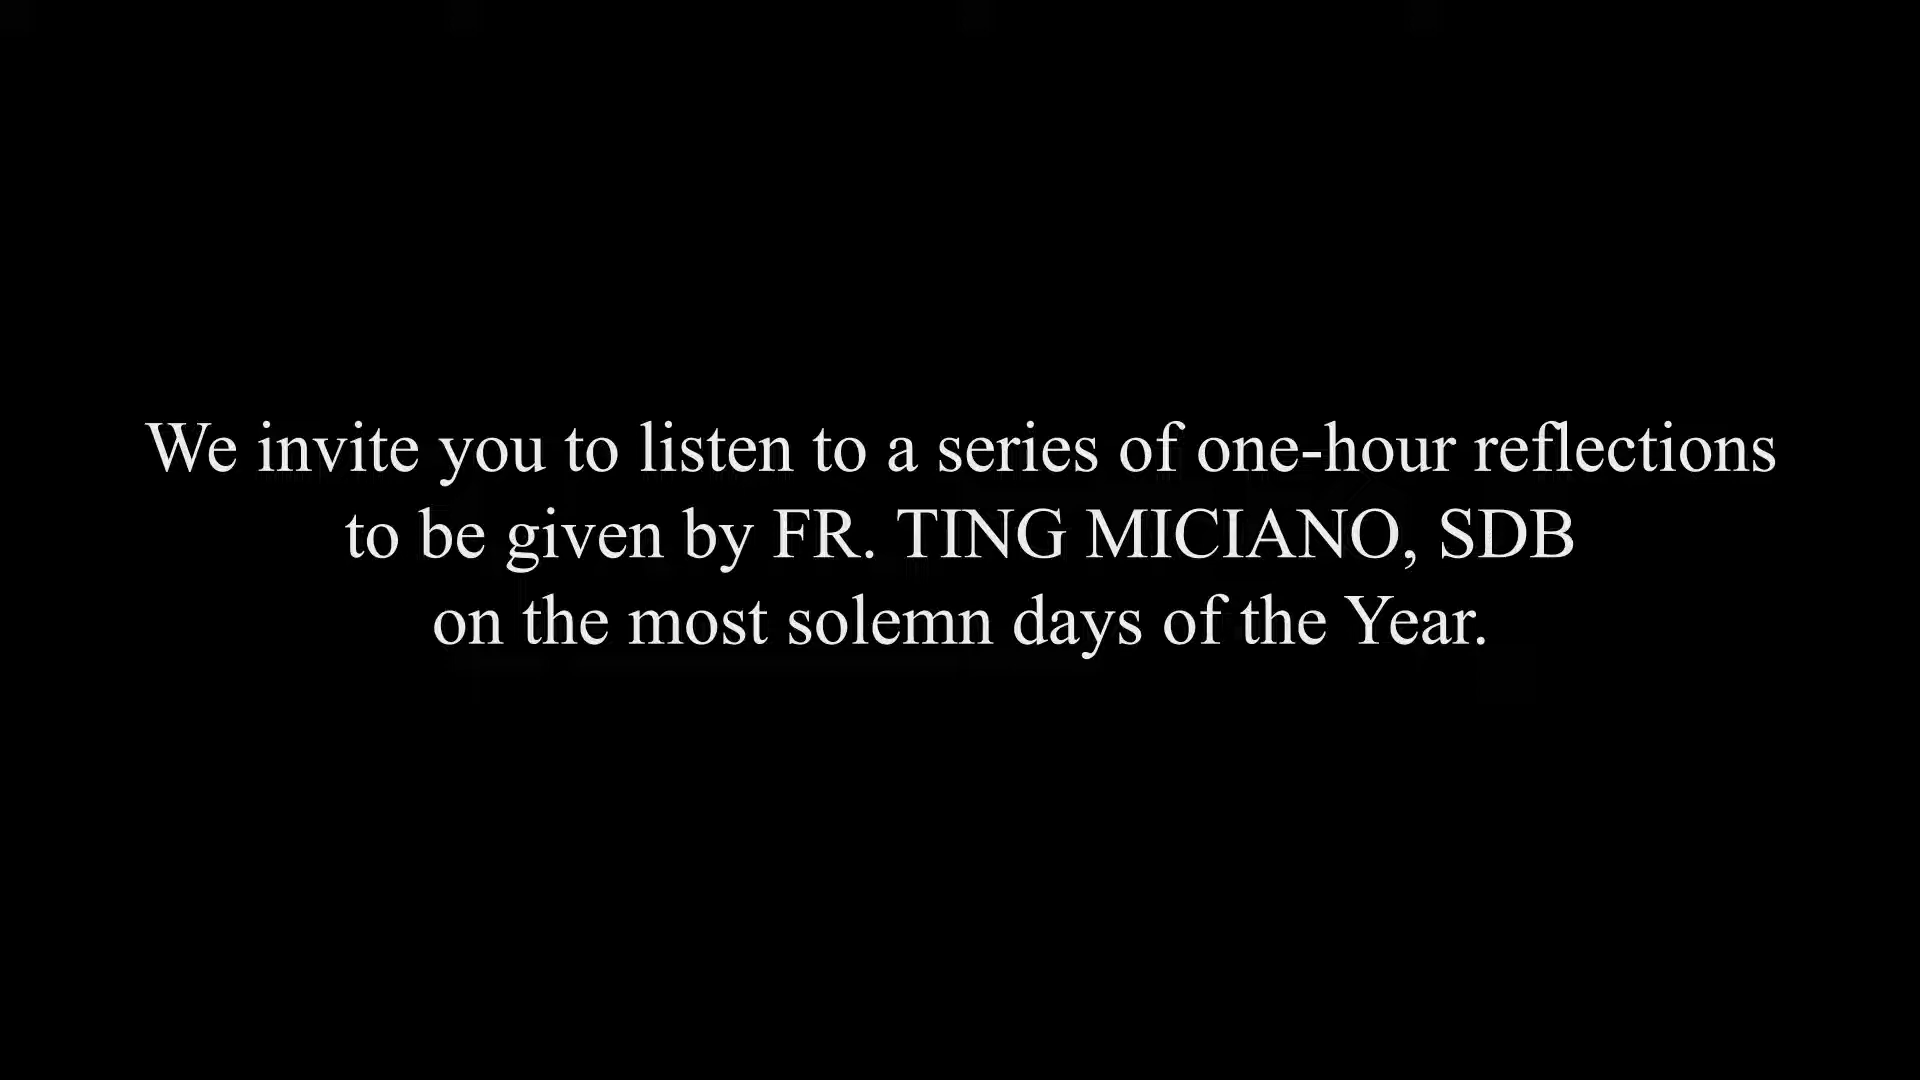 We invite you to listen to a series of one-hour reflections
to be given by FR. TING MICIANO, SDB
on the most solemn days of the Year.